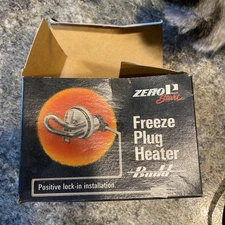 ZERO
Start
Freeze
Plug
Heater
Positive lock-in installation.